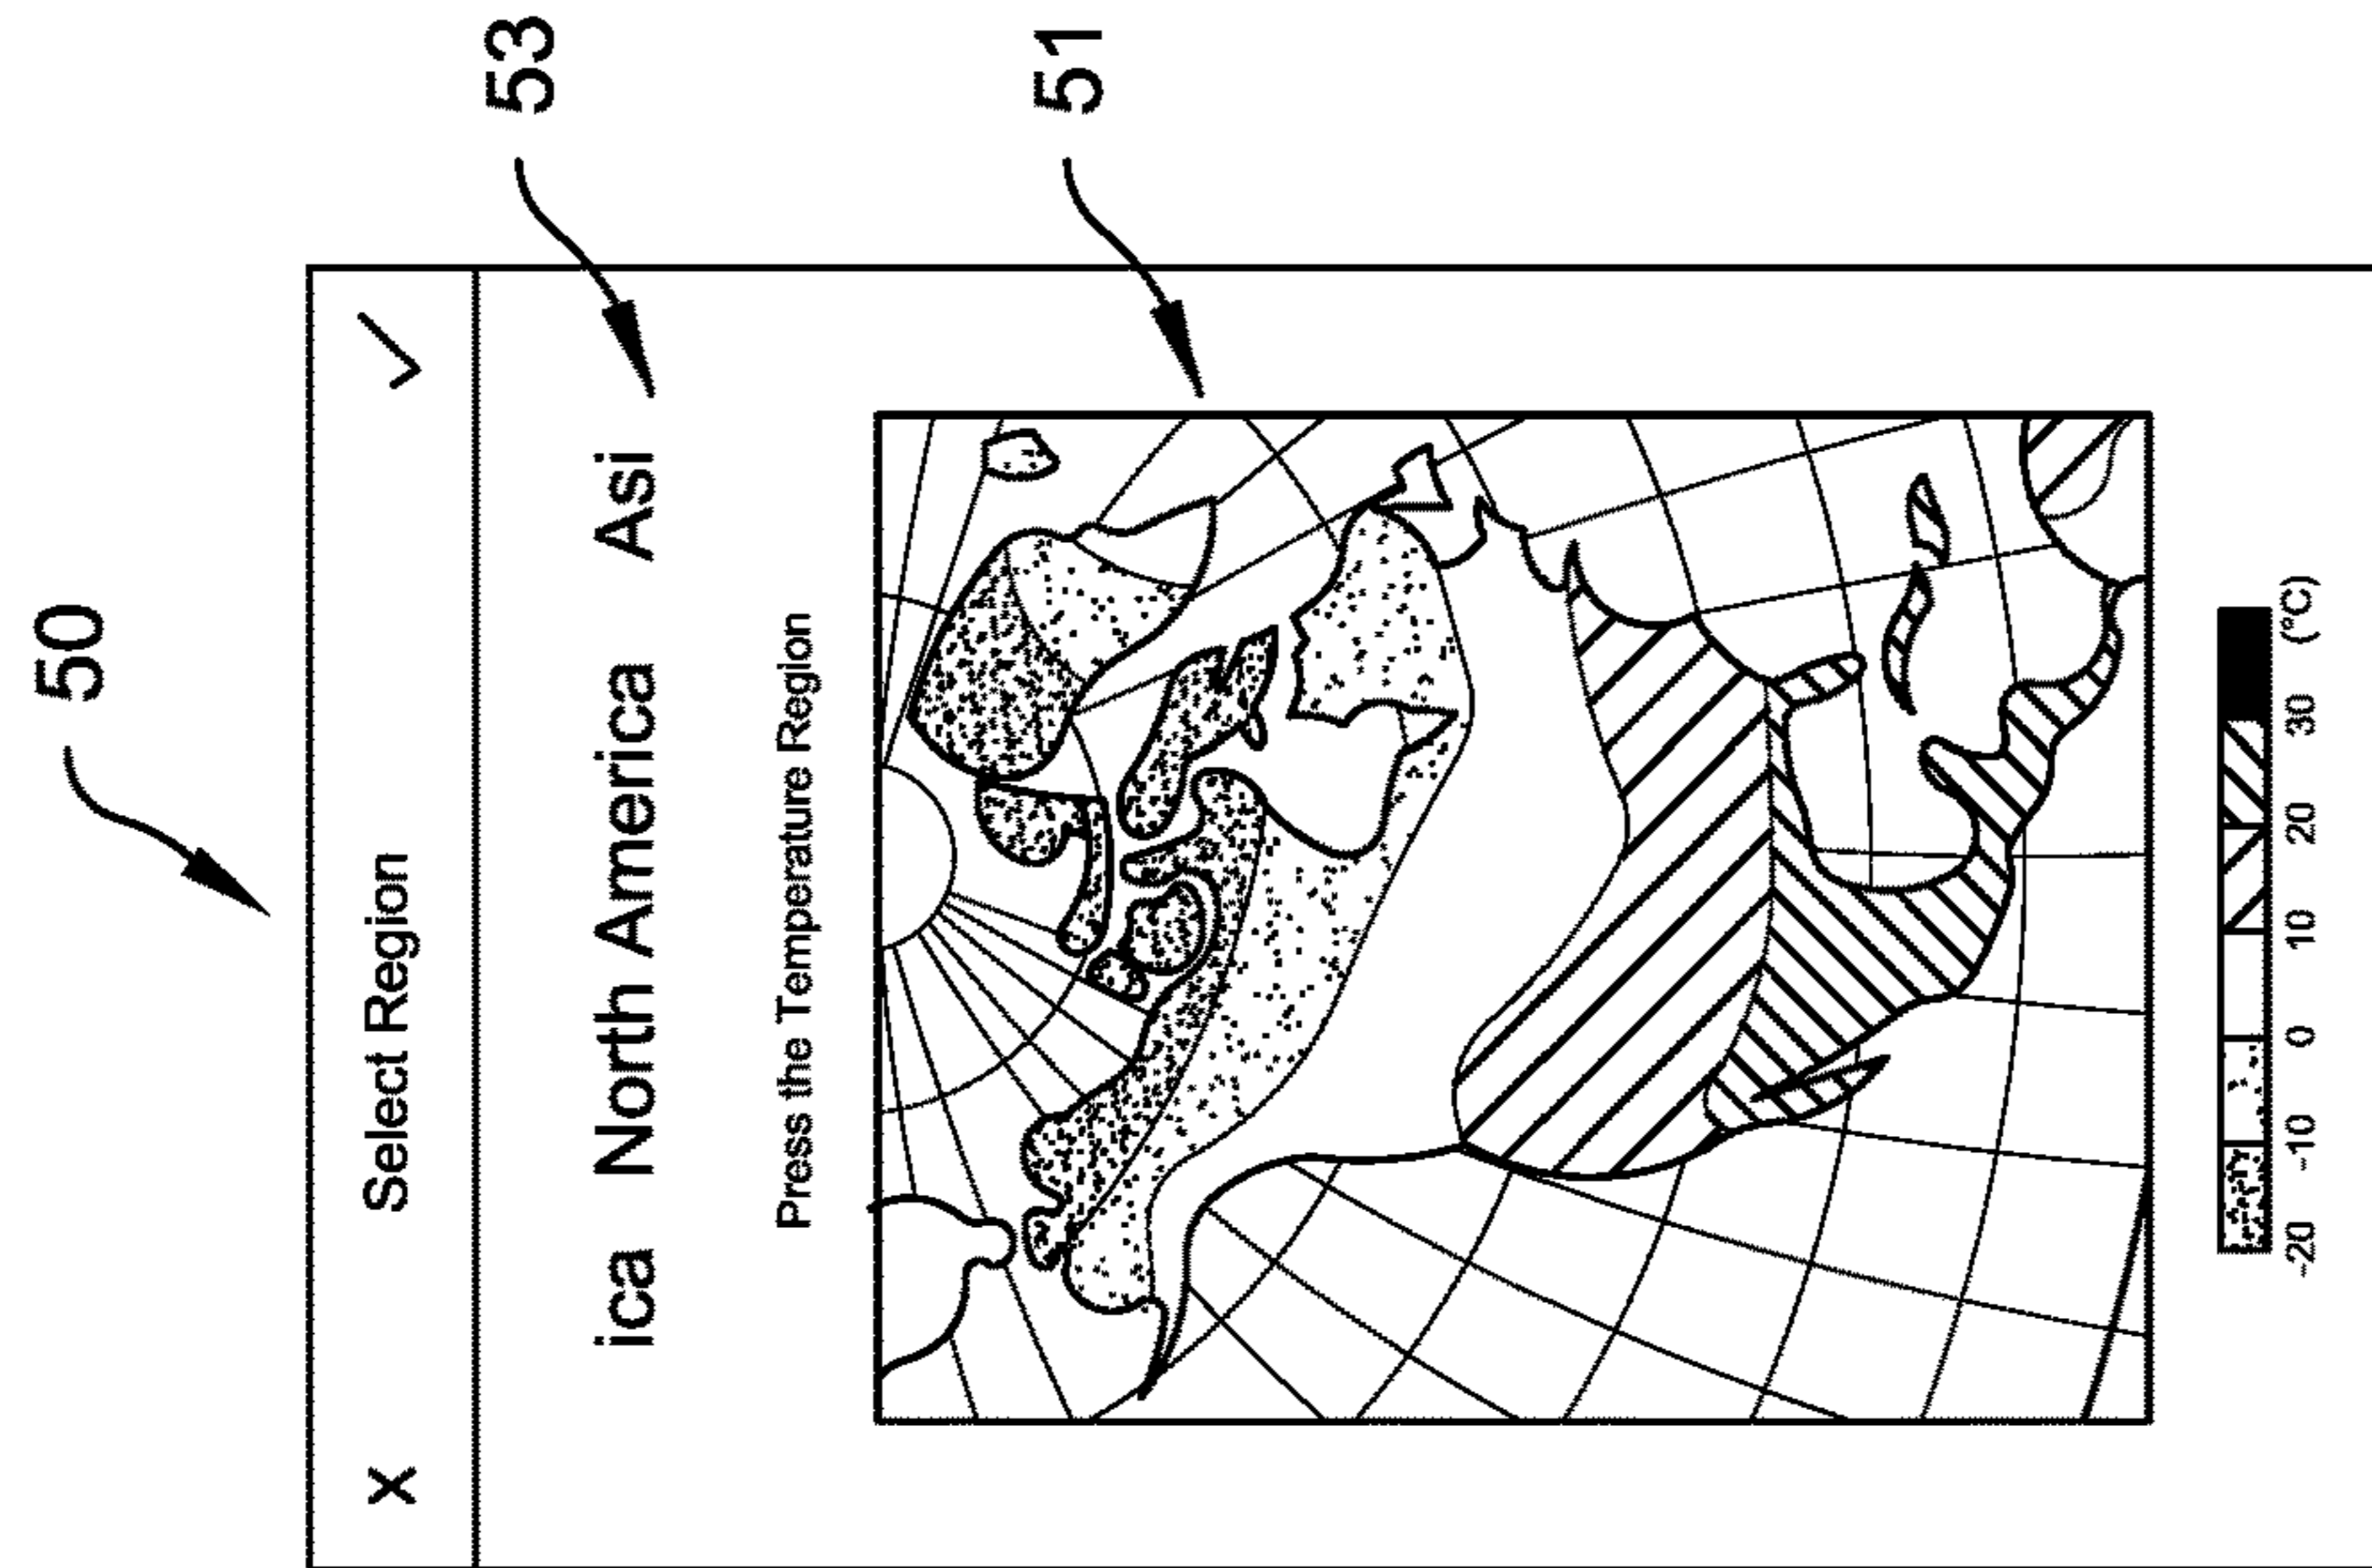 50
X Select Region ✓
53
ica North America Asi
Press the Temperature Region
51
-20 -10 0 10 20 30 (°C)